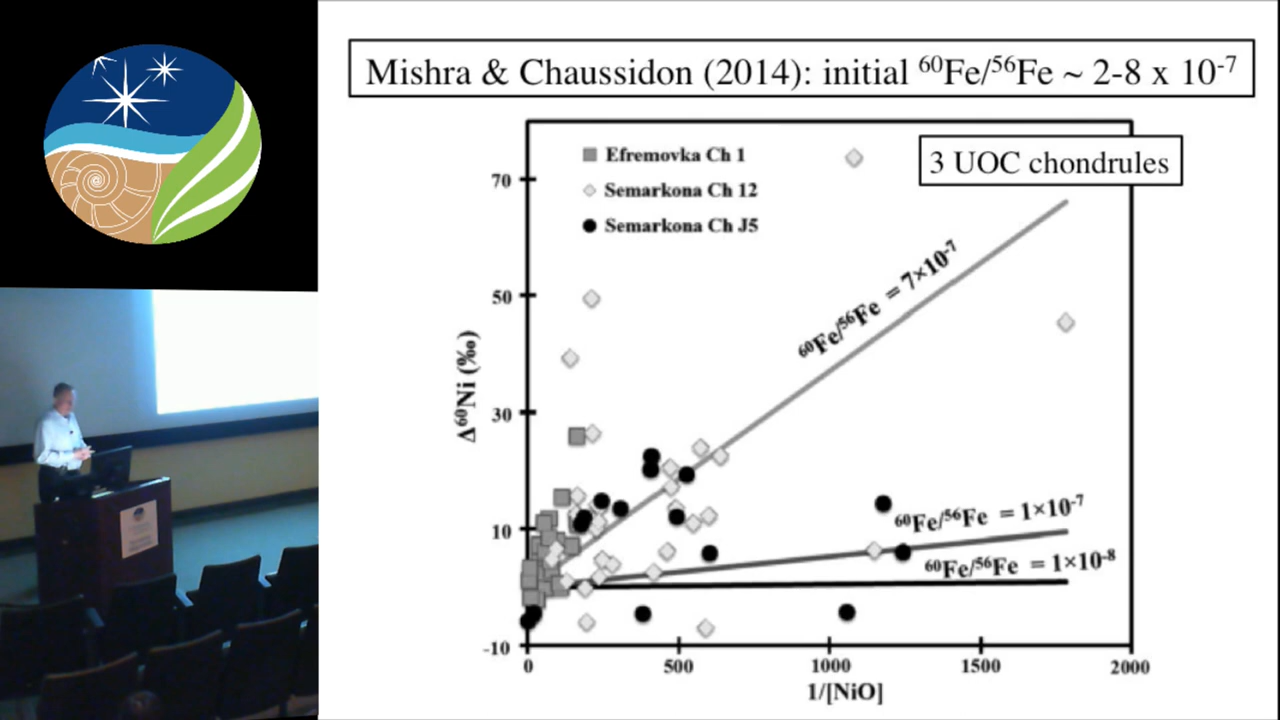 Mishra & Chaussidon (2014): initial ⁶⁰Fe/⁵⁶Fe ~ 2-8 x 10⁻⁷
3 UOC chondrules
Efremovka Ch 1
Semarkona Ch 12
Semarkona Ch J5
70
50
30
10
-10
Δ⁶⁰Ni (‰)
⁶⁰Fe/⁵⁶Fe = 7×10⁻⁷
⁶⁰Fe/⁵⁶Fe = 1×10⁻⁷
⁶⁰Fe/⁵⁶Fe = 1×10⁻⁸
0
500
1000
1500
2000
1/[NiO]